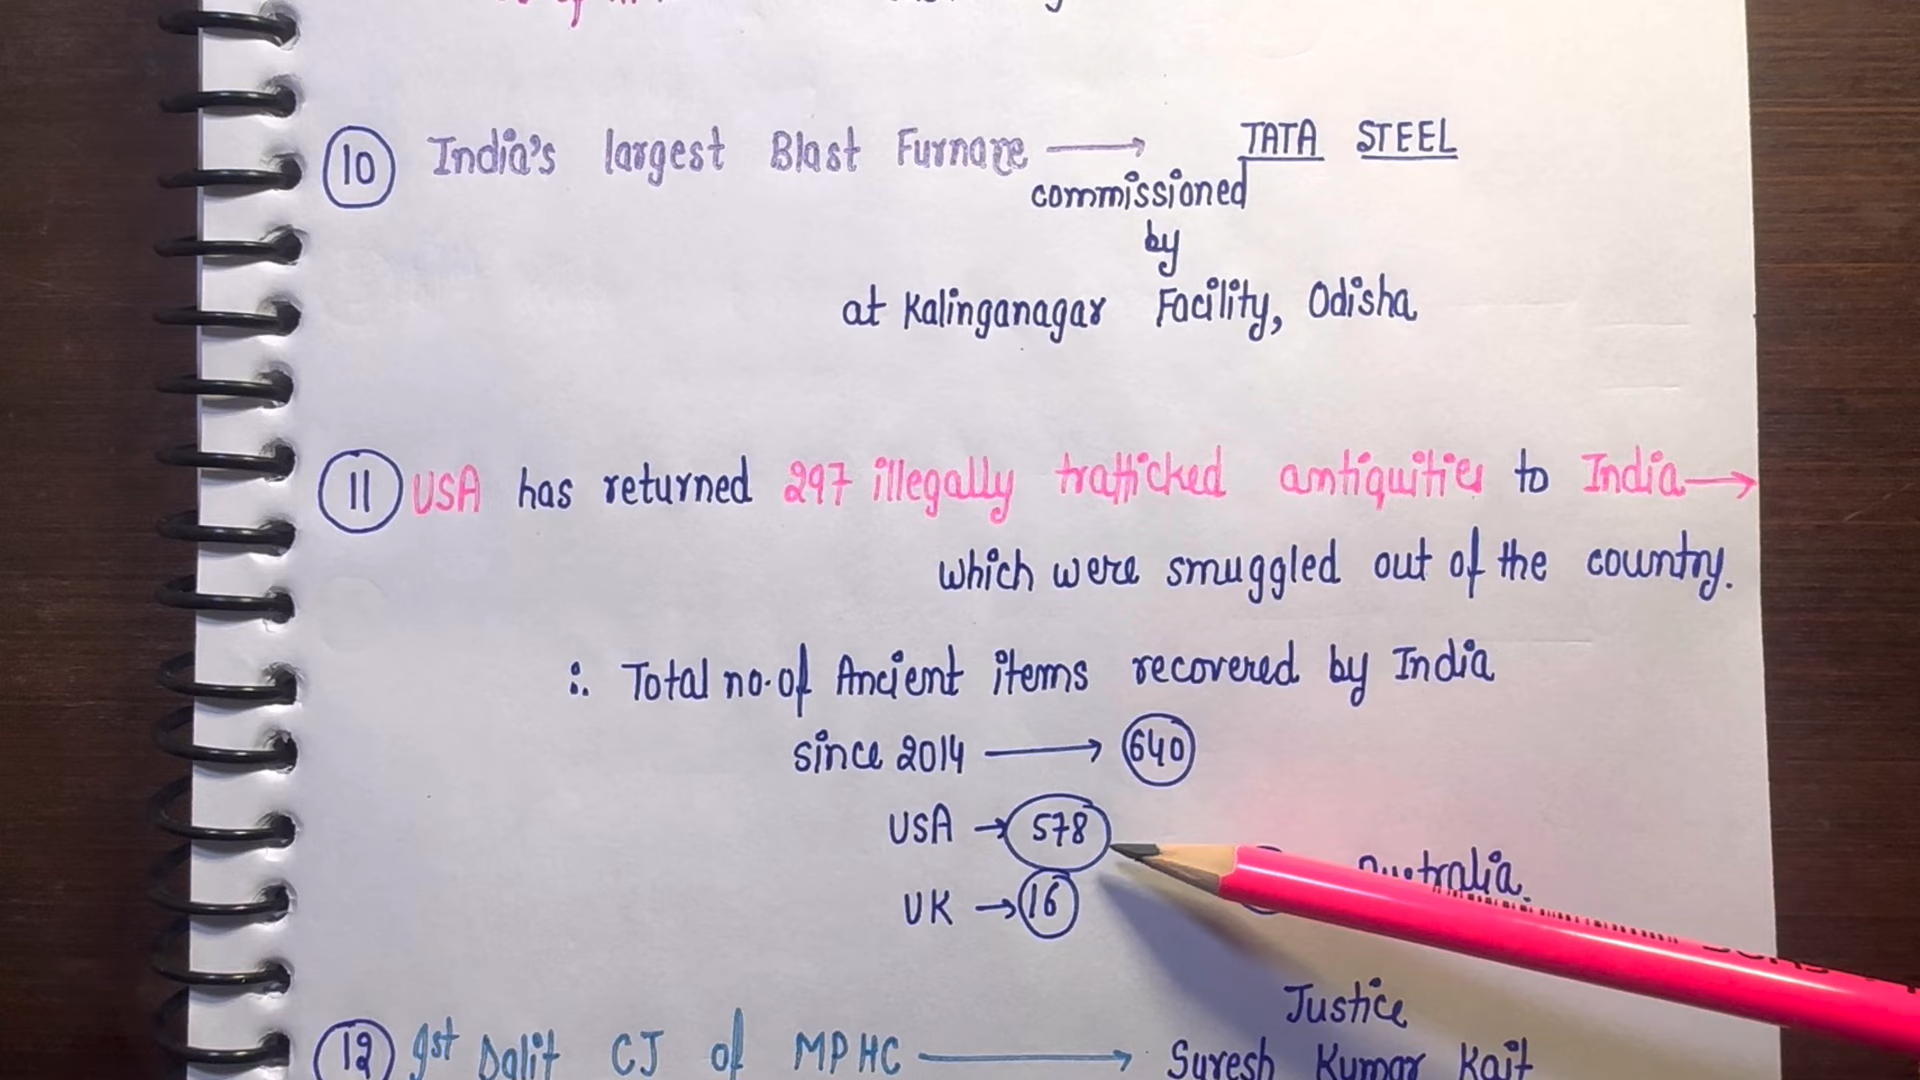 10 India's largest Blast Furnace → TATA STEEL
commissioned
by
at Kalinganagar Facility, Odisha
11 USA has returned 297 illegally trafficked antiquities to India →
which were smuggled out of the country.
∴ Total no. of Ancient items recovered by India
since 2014 → 640
USA → 578
Australia
UK → 16
Justice
12 1st Dalit CJ of MPHC → Suresh Kumar Kait